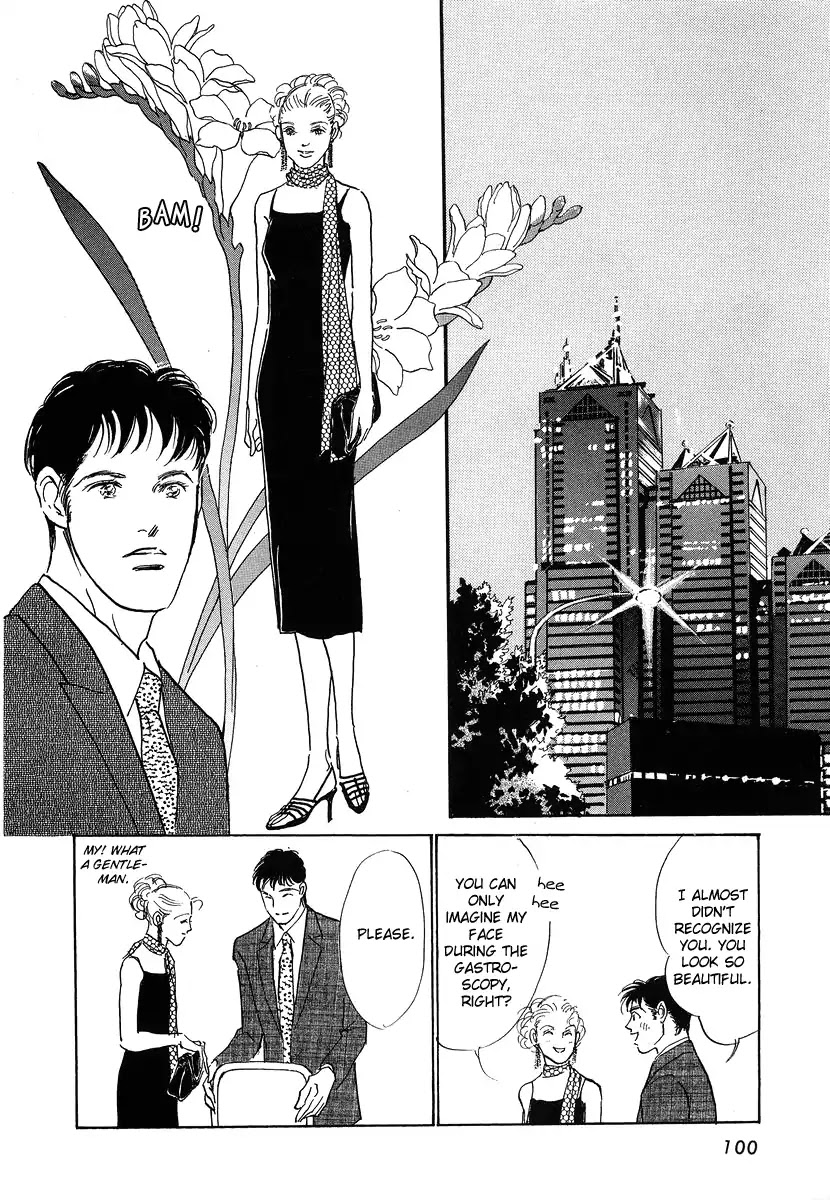 BAM!
I ALMOST
DIDN'T
RECOGNIZE
YOU. YOU
LOOK SO
BEAUTIFUL.
hee
hee
YOU CAN
ONLY
IMAGINE MY
FACE
DURING THE
GASTRO-
SCOPY,
RIGHT?
PLEASE.
MY! WHAT
A GENTLE-
MAN.
100